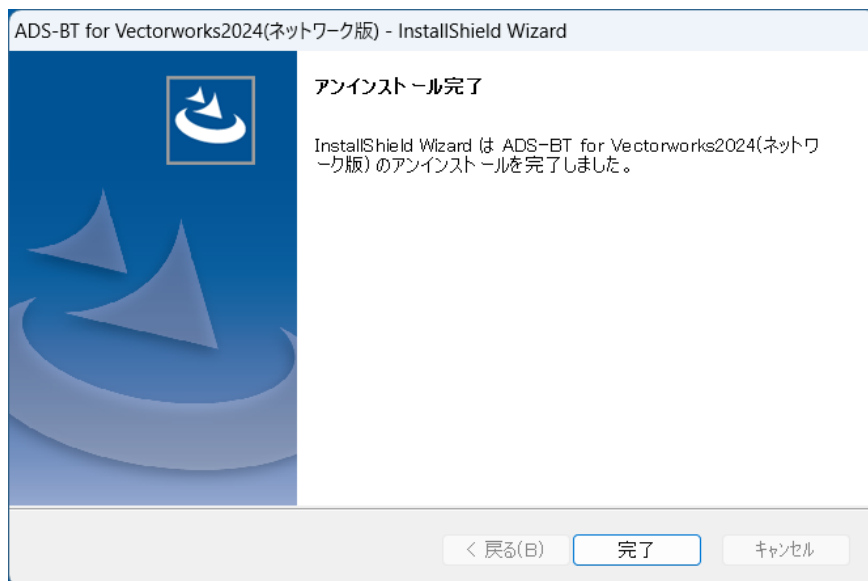 ADS-BT for Vectorworks2024(ネットワーク版) - InstallShield Wizard
アンインストール完了
InstallShield Wizard は ADS-BT for Vectorworks2024(ネットワ
ーク版) のアンインストールを完了しました。
< 戻る(B)
完了
キャンセル